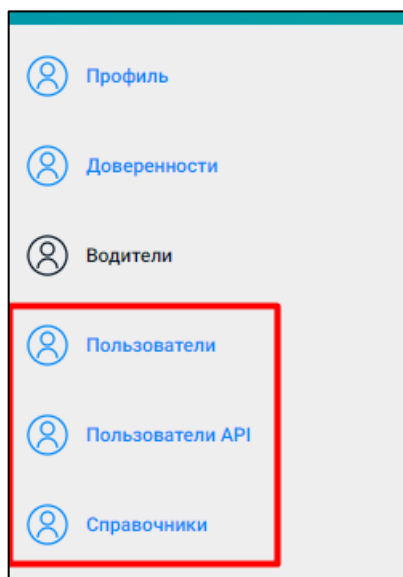 Профиль
Доверенности
Водители
Пользователи
Пользователи API
Справочники